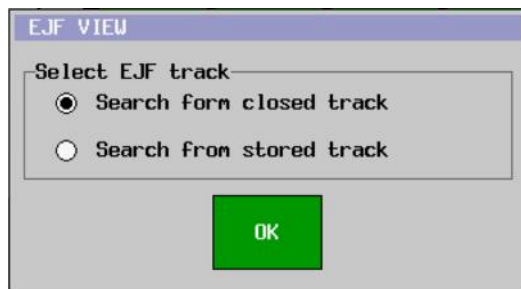 EJF VIEW
Select EJF track
Search form closed track
Search from stored track
OK